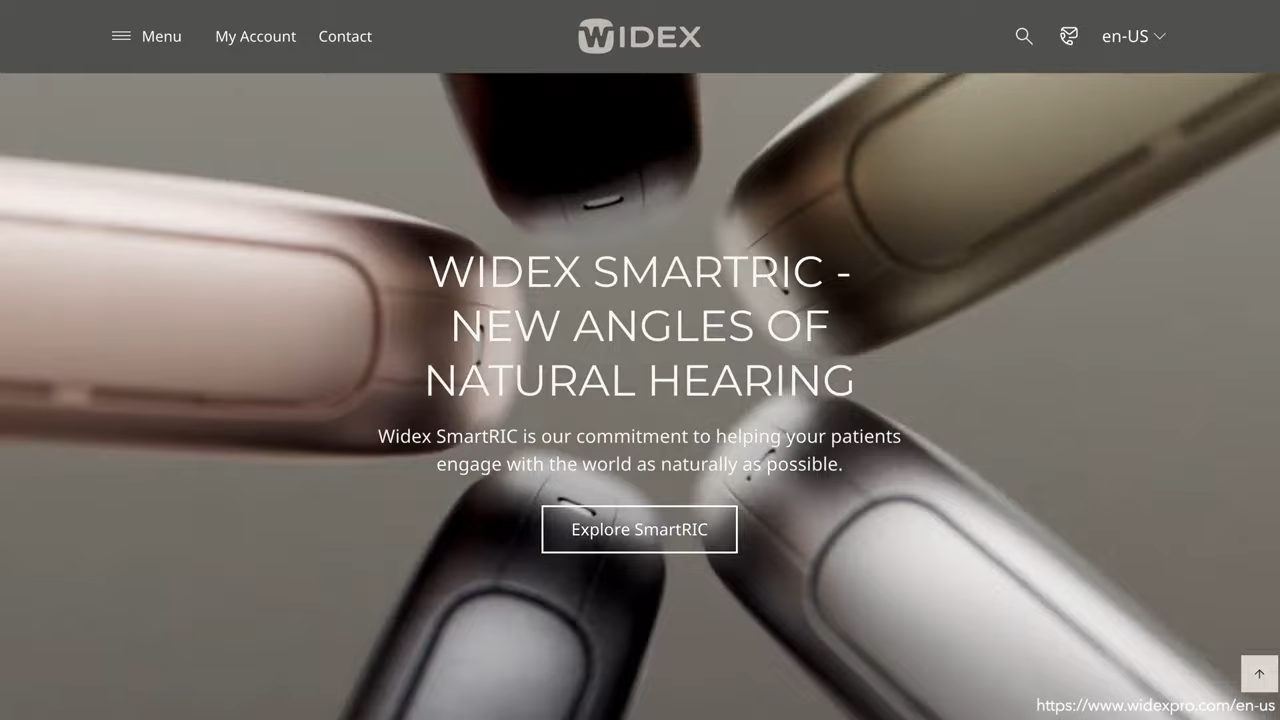 Menu
My Account
Contact
WIDEX
en-US
WIDEX SMARTRIC -
NEW ANGLES OF
NATURAL HEARING
Widex SmartRIC is our commitment to helping your patients
engage with the world as naturally as possible.
Explore SmartRIC
https://www.widexpro.com/en-us